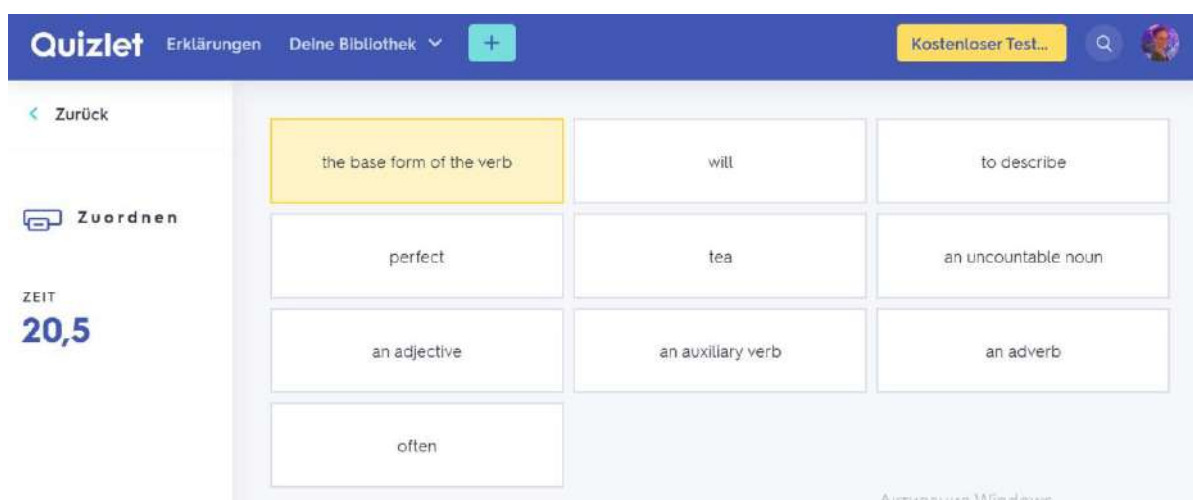 Quizlet Erklärungen Deine Bibliothek + Kostenloser Test...
Zurück
the base form of the verb will to describe
Zuordnen
perfect tea an uncountable noun
ZEIT
20,5
an adjective an auxiliary verb an adverb
often